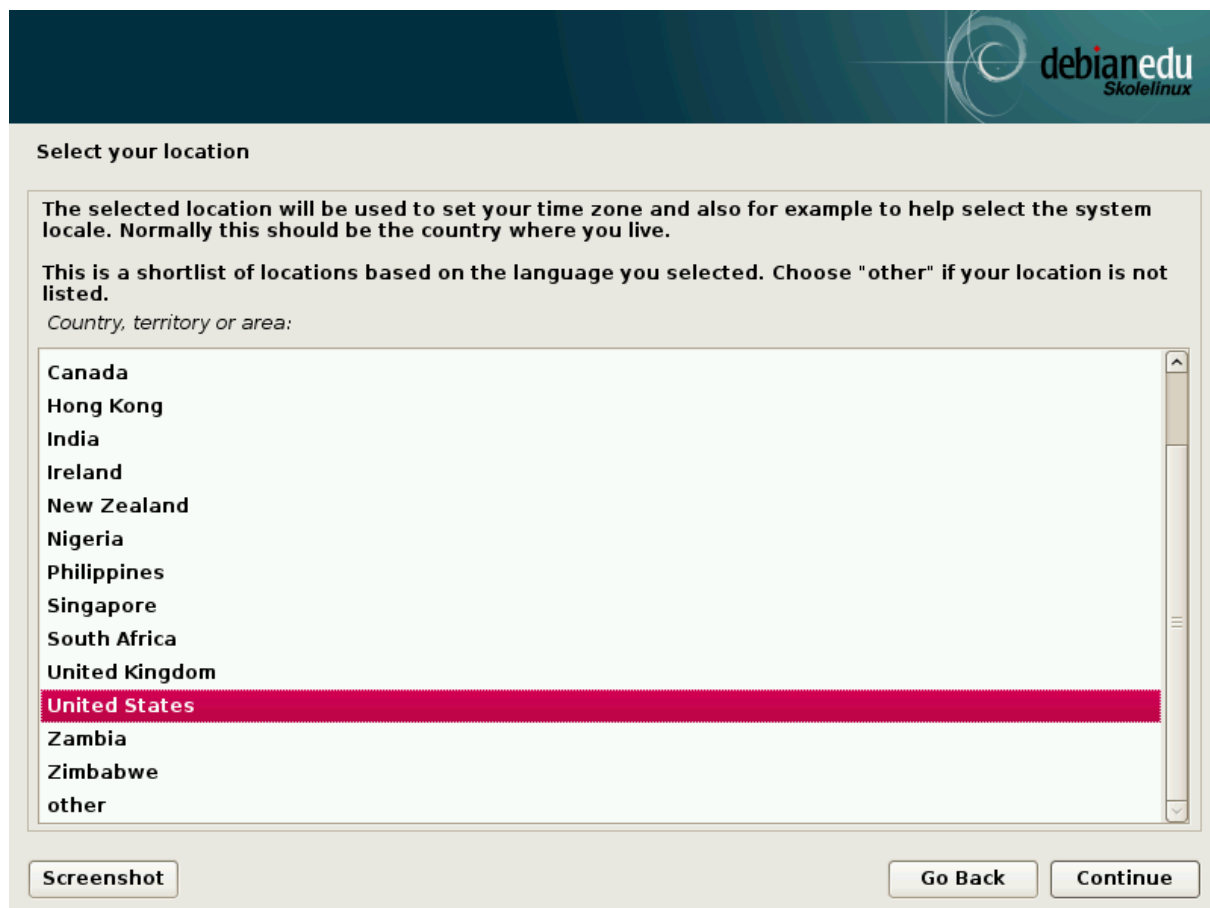 debianedu
Skolelinux
Select your location
The selected location will be used to set your time zone and also for example to help select the system
locale. Normally this should be the country where you live.
This is a shortlist of locations based on the language you selected. Choose "other" if your location is not
listed.
Country, territory or area:
Canada
Hong Kong
India
Ireland
New Zealand
Nigeria
Philippines
Singapore
South Africa
United Kingdom
United States
Zambia
Zimbabwe
other
Screenshot
Go Back
Continue